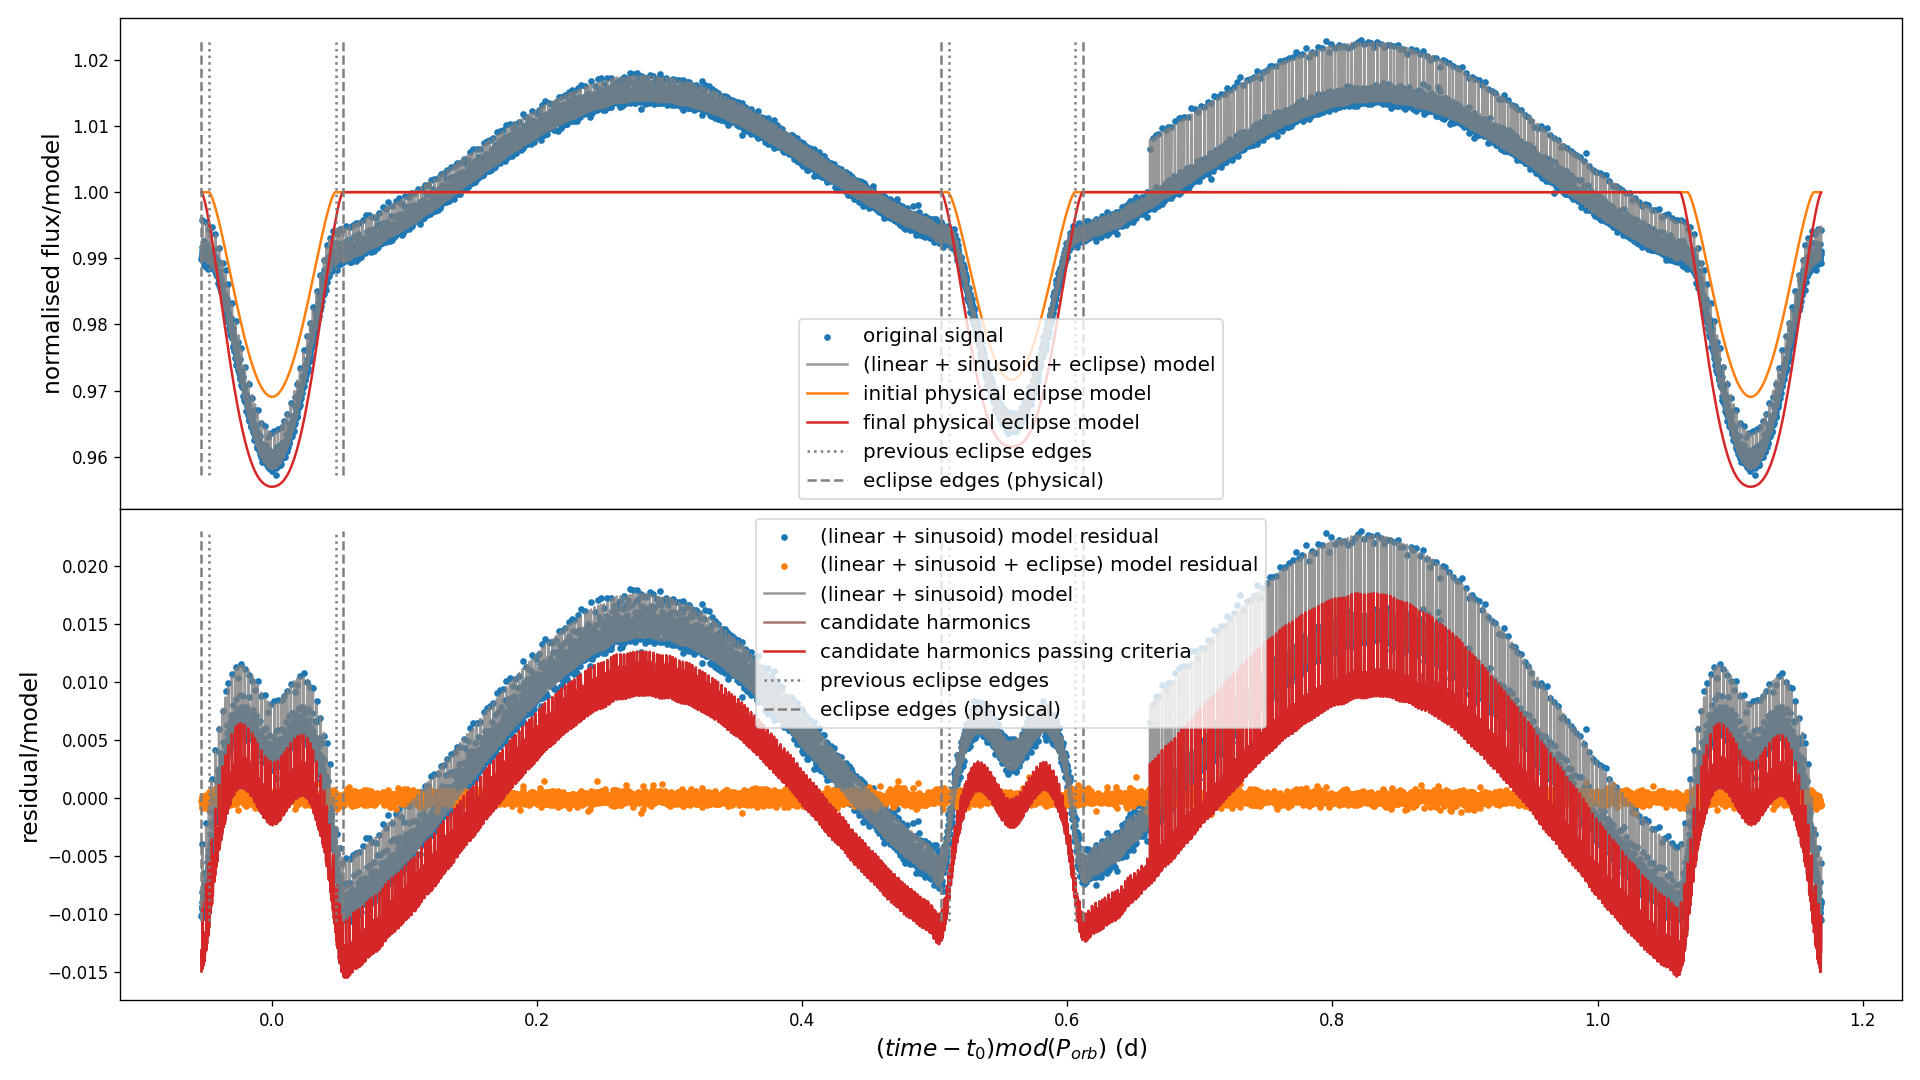 normalised flux/model
1.02
1.01
1.00
0.99
0.98
0.97
0.96
original signal
(linear + sinusoid + eclipse) model
initial physical eclipse model
final physical eclipse model
previous eclipse edges
eclipse edges (physical)
residual/model
0.020
0.015
0.010
0.005
0.000
−0.005
−0.010
−0.015
(linear + sinusoid) model residual
(linear + sinusoid + eclipse) model residual
(linear + sinusoid) model
candidate harmonics
candidate harmonics passing criteria
previous eclipse edges
eclipse edges (physical)
0.0 0.2 0.4 0.6 0.8 1.0 1.2
(time − t₀)mod(Pₒᵣb) (d)